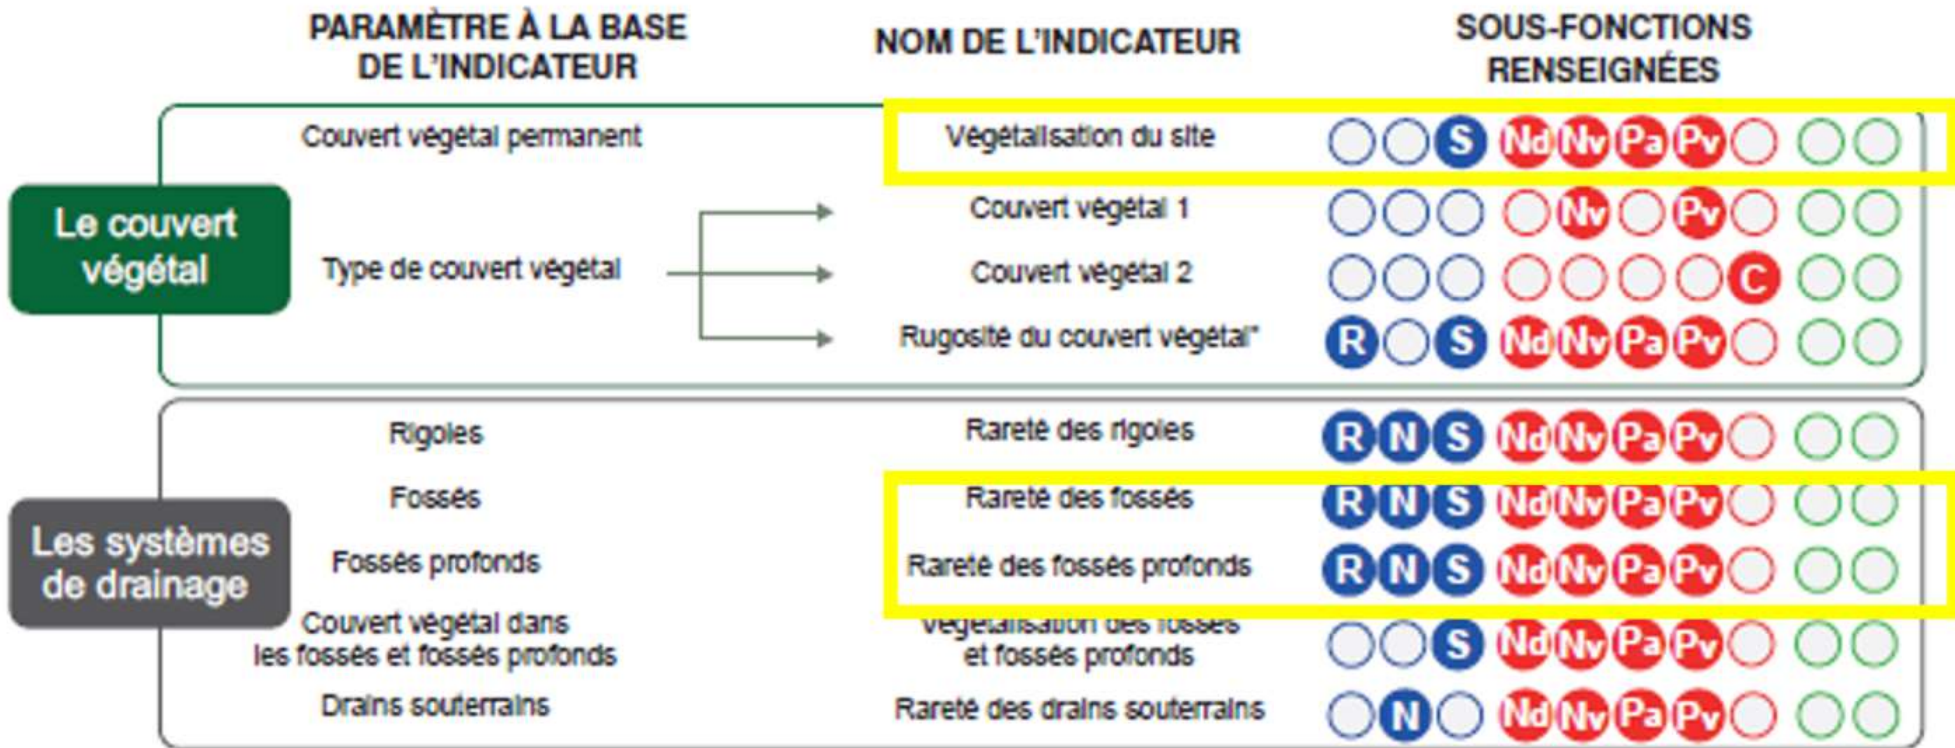 PARAMÈTRE À LA BASE
DE L'INDICATEUR
NOM DE L'INDICATEUR
SOUS-FONCTIONS
RENSEIGNÉES
Le couvert
végétal
Couvert végétal permanent
Végétalisation du site
S Nd Nv Pa Pv
Type de couvert végétal
Couvert végétal 1
Nv Pv
Couvert végétal 2
C
Rugosité du couvert végétal*
R S Nd Nv Pa Pv
Les systèmes
de drainage
Rigoles
Rareté des rigoles
R N S Nd Nv Pa Pv
Fossés
Rareté des fossés
R N S Nd Nv Pa Pv
Fossés profonds
Rareté des fossés profonds
R N S Nd Nv Pa Pv
Couvert végétal dans
les fossés et fossés profonds
Végétalisation des fossés
et fossés profonds
S Nd Nv Pa Pv
Drains souterrains
Rareté des drains souterrains
N Nd Nv Pa Pv